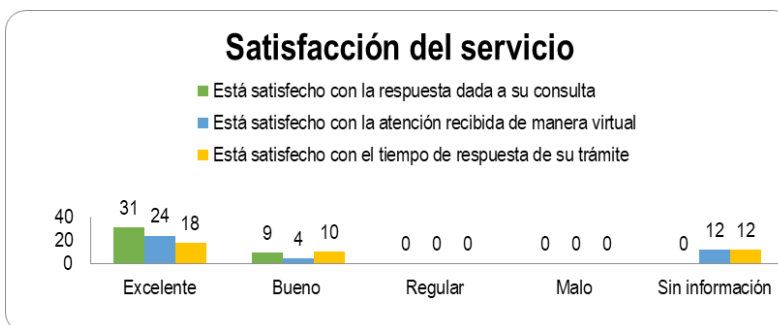 Satisfacción del servicio
Está satisfecho con la respuesta dada a su consulta
Está satisfecho con la atención recibida de manera virtual
Está satisfecho con el tiempo de respuesta de su trámite
40
20
0
31 24 18
9 4 10
0 0 0
0 0 0
0 12 12
Excelente Bueno Regular Malo Sin información